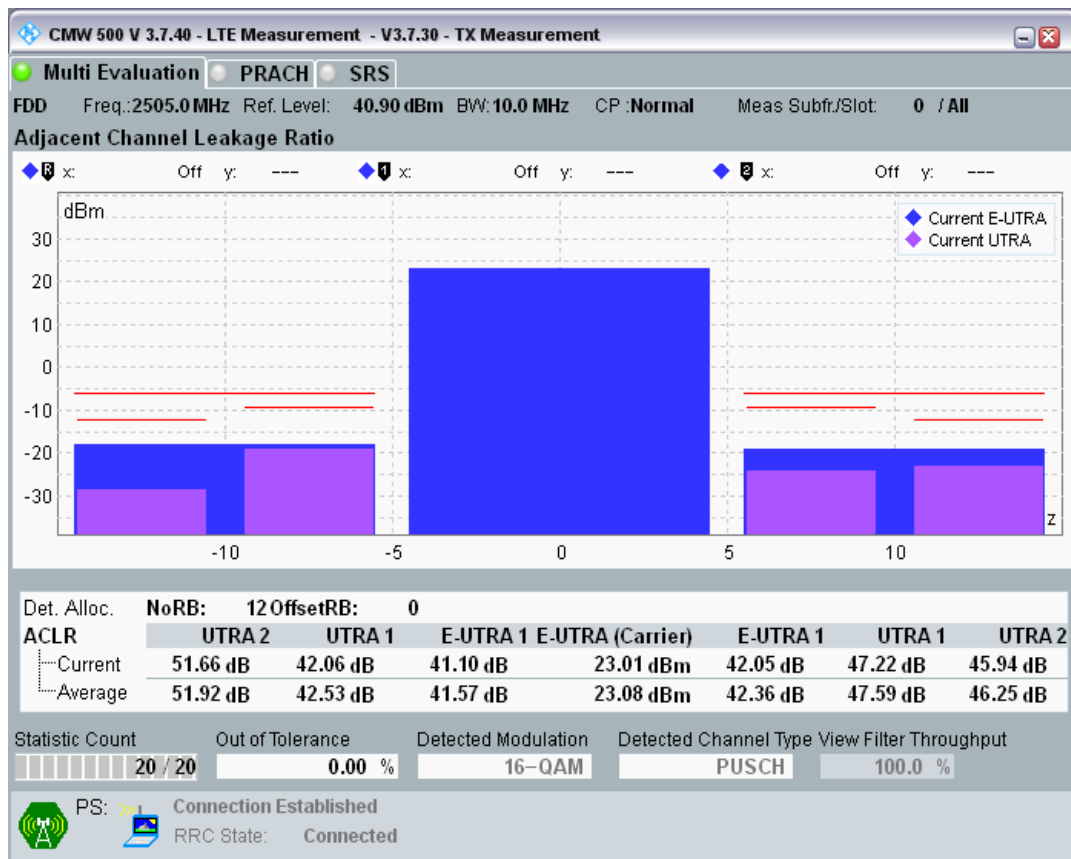 CMW 500 V 3.7.40 - LTE Measurement - V3.7.30 - TX Measurement
Multi Evaluation PRACH SRS
FDD Freq.:2505.0 MHz Ref. Level: 40.90 dBm BW: 10.0 MHz CP :Normal Meas Subfr./Slot: 0 / All
Adjacent Channel Leakage Ratio
R x: Off y: --- 1 x: Off y: --- 2 x: Off y: ---
dBm
Current E-UTRA
Current UTRA
30
20
10
0
-10
-20
-30
z
-10 -5 0 5 10
Det. Alloc. NoRB: 12 OffsetRB: 0
ACLR UTRA 2 UTRA 1 E-UTRA 1 E-UTRA (Carrier) E-UTRA 1 UTRA 1 UTRA 2
Current 51.66 dB 42.06 dB 41.10 dB 23.01 dBm 42.05 dB 47.22 dB 45.94 dB
Average 51.92 dB 42.53 dB 41.57 dB 23.08 dBm 42.36 dB 47.59 dB 46.25 dB
Statistic Count Out of Tolerance Detected Modulation Detected Channel Type View Filter Throughput
20 / 20 0.00 % 16-QAM PUSCH 100.0 %
PS: Connection Established
RRC State: Connected